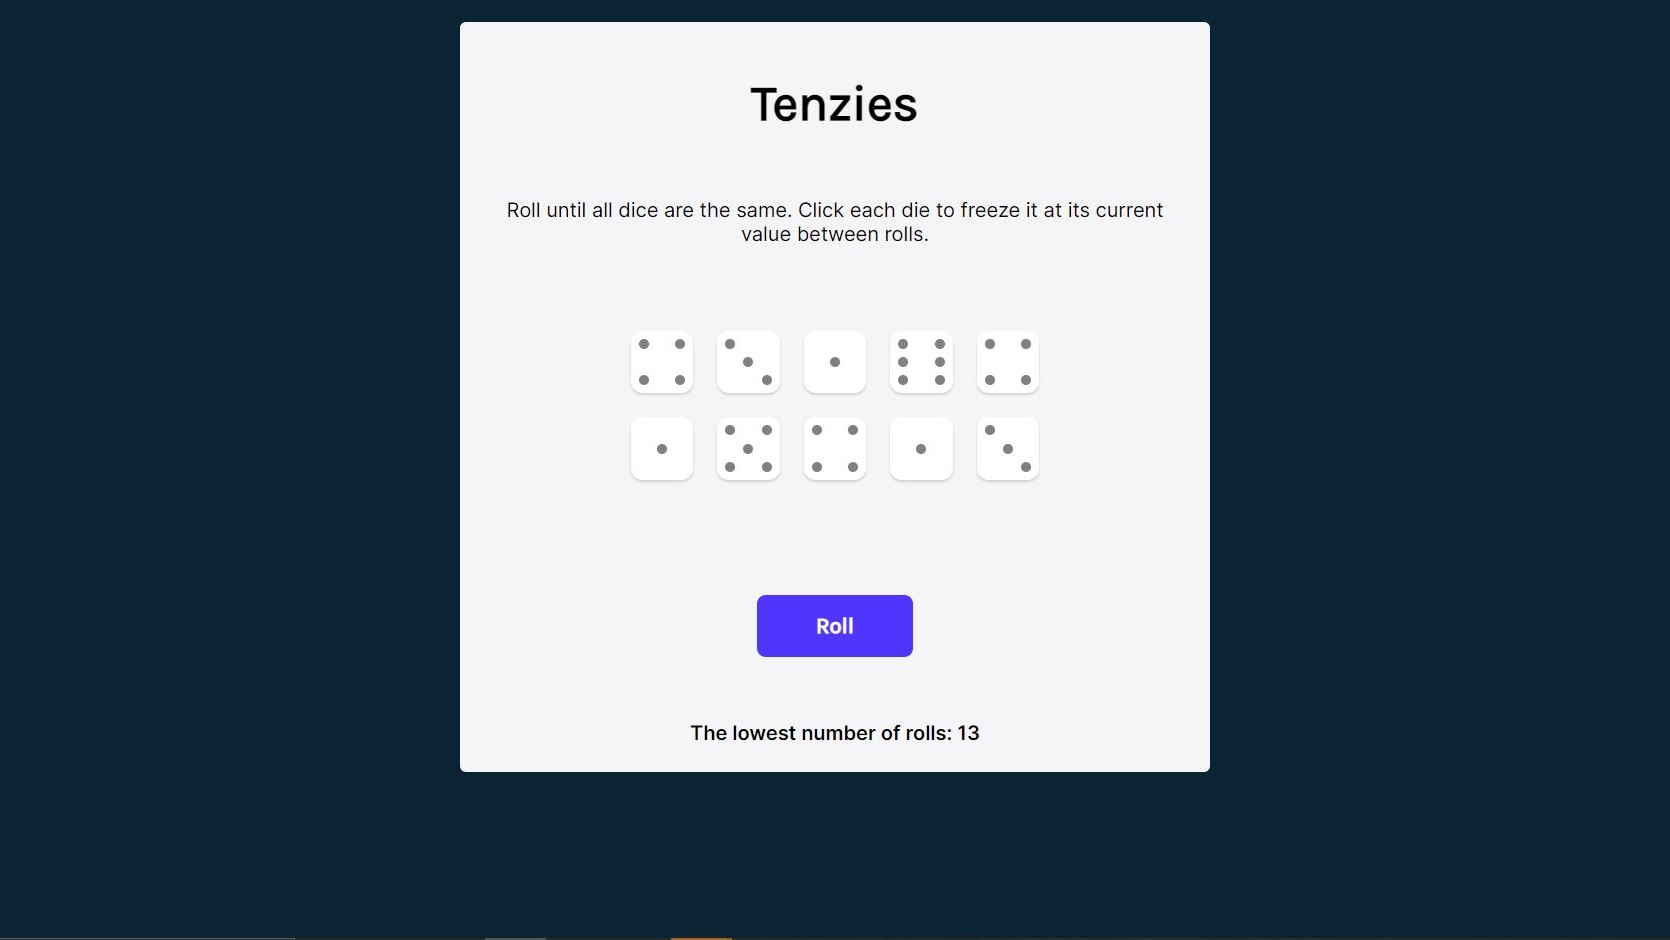 Tenzies
Roll until all dice are the same. Click each die to freeze it at its current
value between rolls.
Roll
The lowest number of rolls: 13